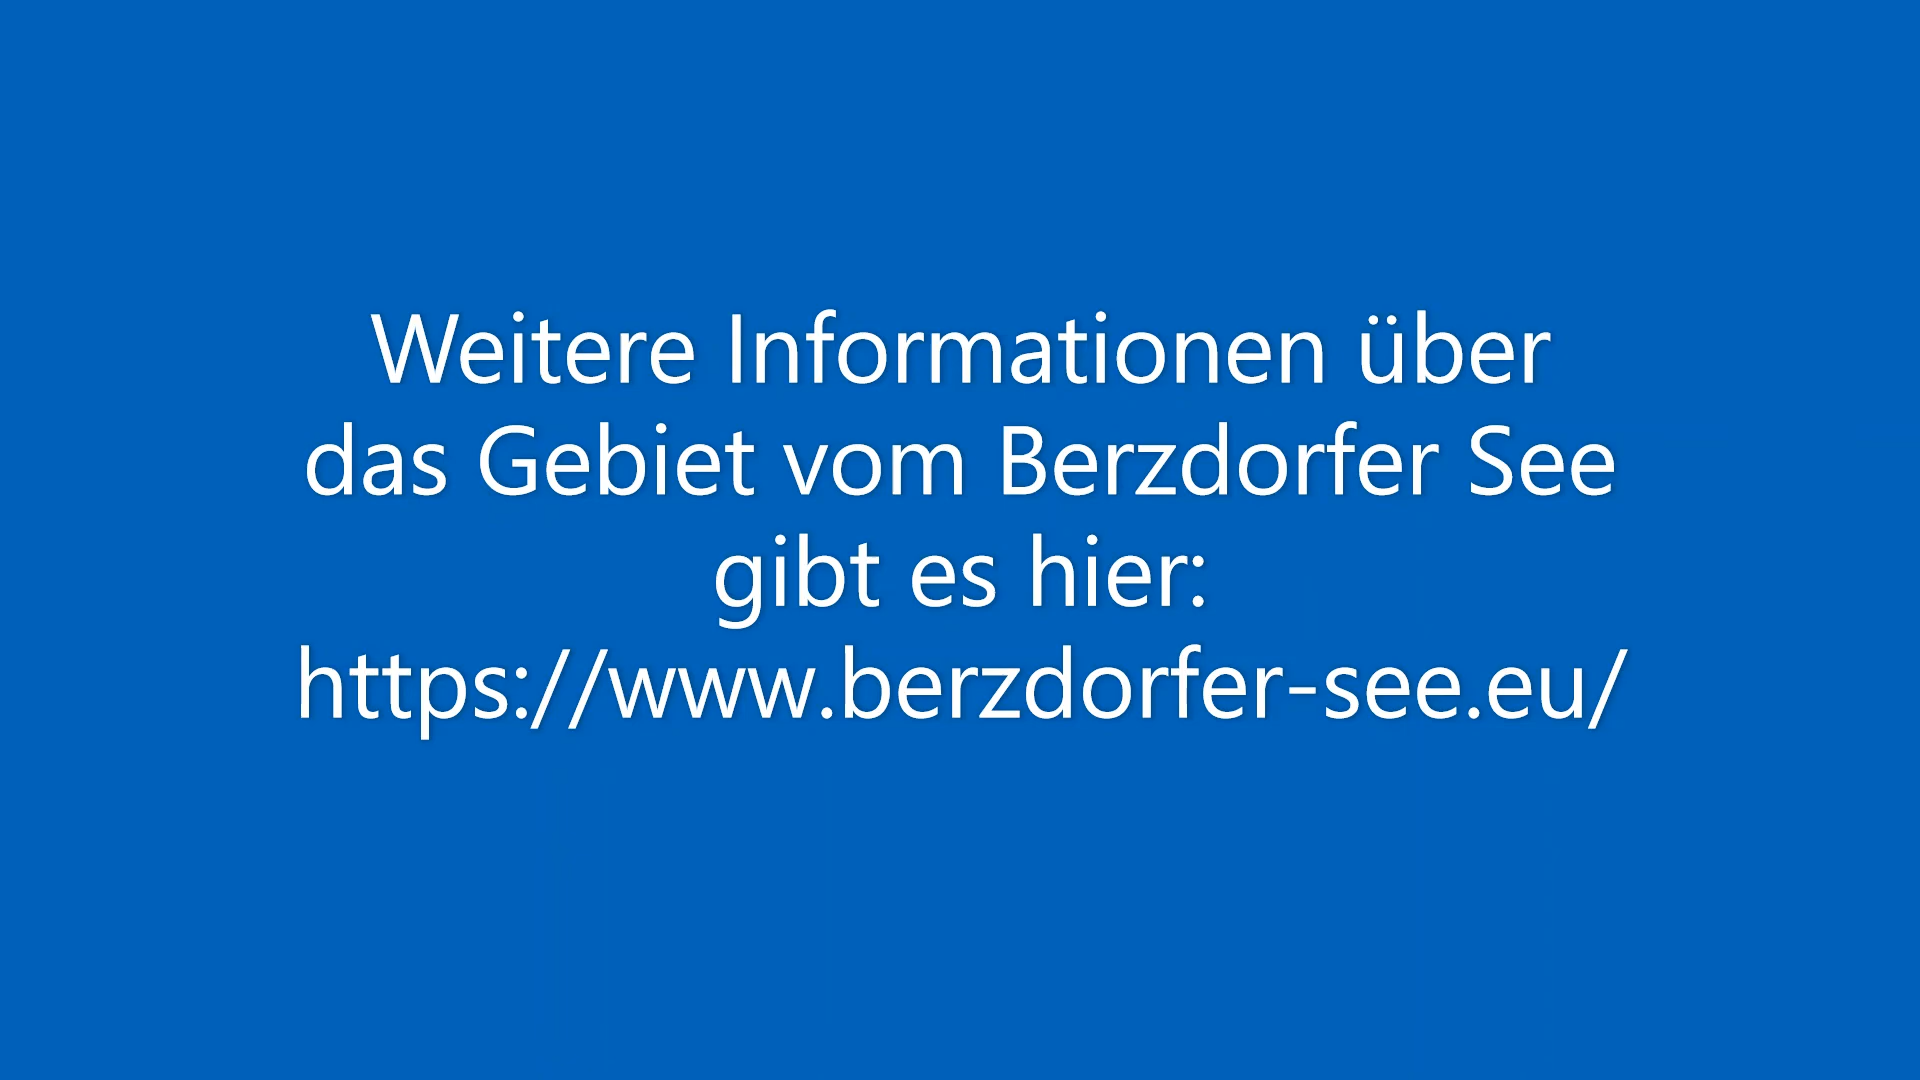 Weitere Informationen über
das Gebiet vom Berzdorfer See
gibt es hier:
https://www.berzdorfer-see.eu/